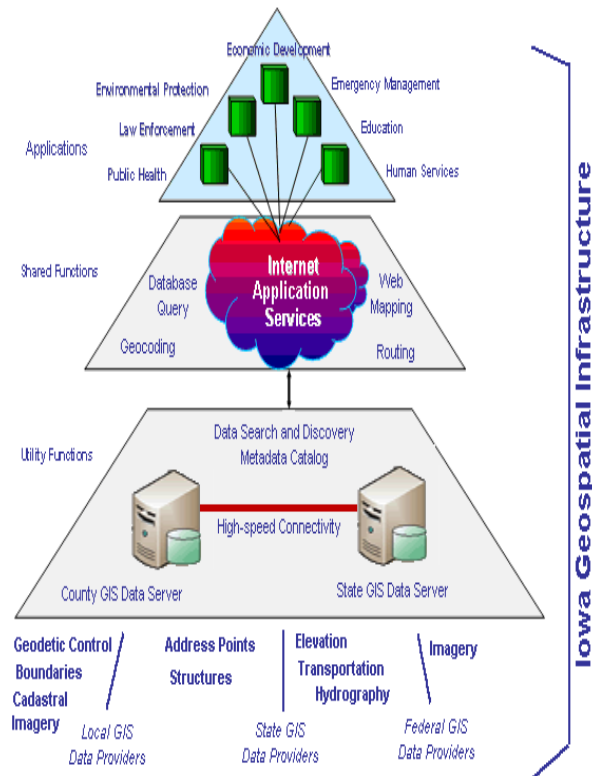 Economic Development
Environmental Protection
Emergency Management
Law Enforcement
Education
Applications
Public Health
Human Services
Shared Functions
Internet
Application
Services
Database
Query
Web
Mapping
Geocoding
Routing
Utility Functions
Data Search and Discovery
Metadata Catalog
High-speed Connectivity
County GIS Data Server
State GIS Data Server
Geodetic Control
Boundaries
Cadastral
Imagery
Address Points
Structures
Elevation
Transportation
Hydrography
Imagery
Local GIS
Data Providers
State GIS
Data Providers
Federal GIS
Data Providers
Iowa Geospatial Infrastructure